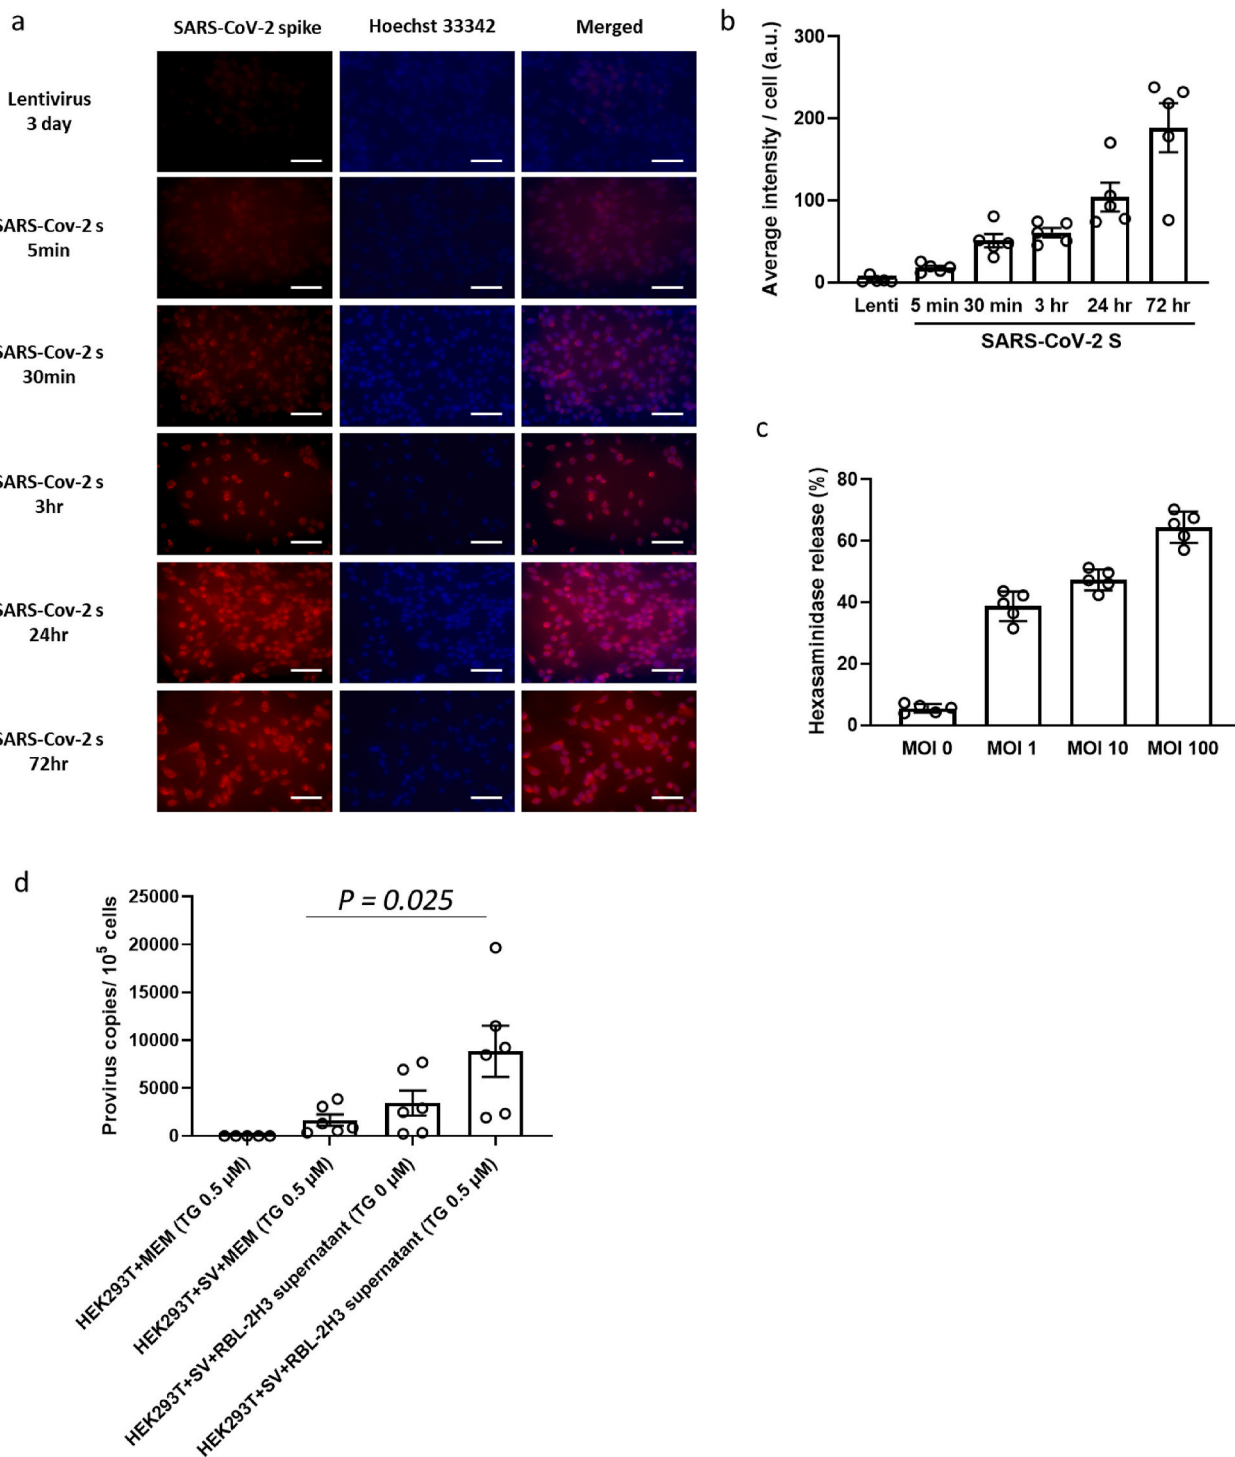 a
SARS-CoV-2 spike
Hoechst 33342
Merged
Lentivirus
3 day
SARS-Cov-2 s
5min
SARS-Cov-2 s
30min
SARS-Cov-2 s
3hr
SARS-Cov-2 s
24hr
SARS-Cov-2 s
72hr
b
Average intensity / cell (a.u.)
300
200
100
0
Lenti 5 min 30 min 3 hr 24 hr 72 hr
SARS-CoV-2 S
c
Hexasaminidase release (%)
80
60
40
20
0
MOI 0 MOI 1 MOI 10 MOI 100
d
Provirus copies/ 10⁵ cells
25000
20000
15000
10000
5000
0
P = 0.025
HEK293T+MEM (TG 0.5 μM)
HEK293T+SV+MEM (TG 0.5 μM)
HEK293T+SV+RBL-2H3 supernatant (TG 0 μM)
HEK293T+SV+RBL-2H3 supernatant (TG 0.5 μM)